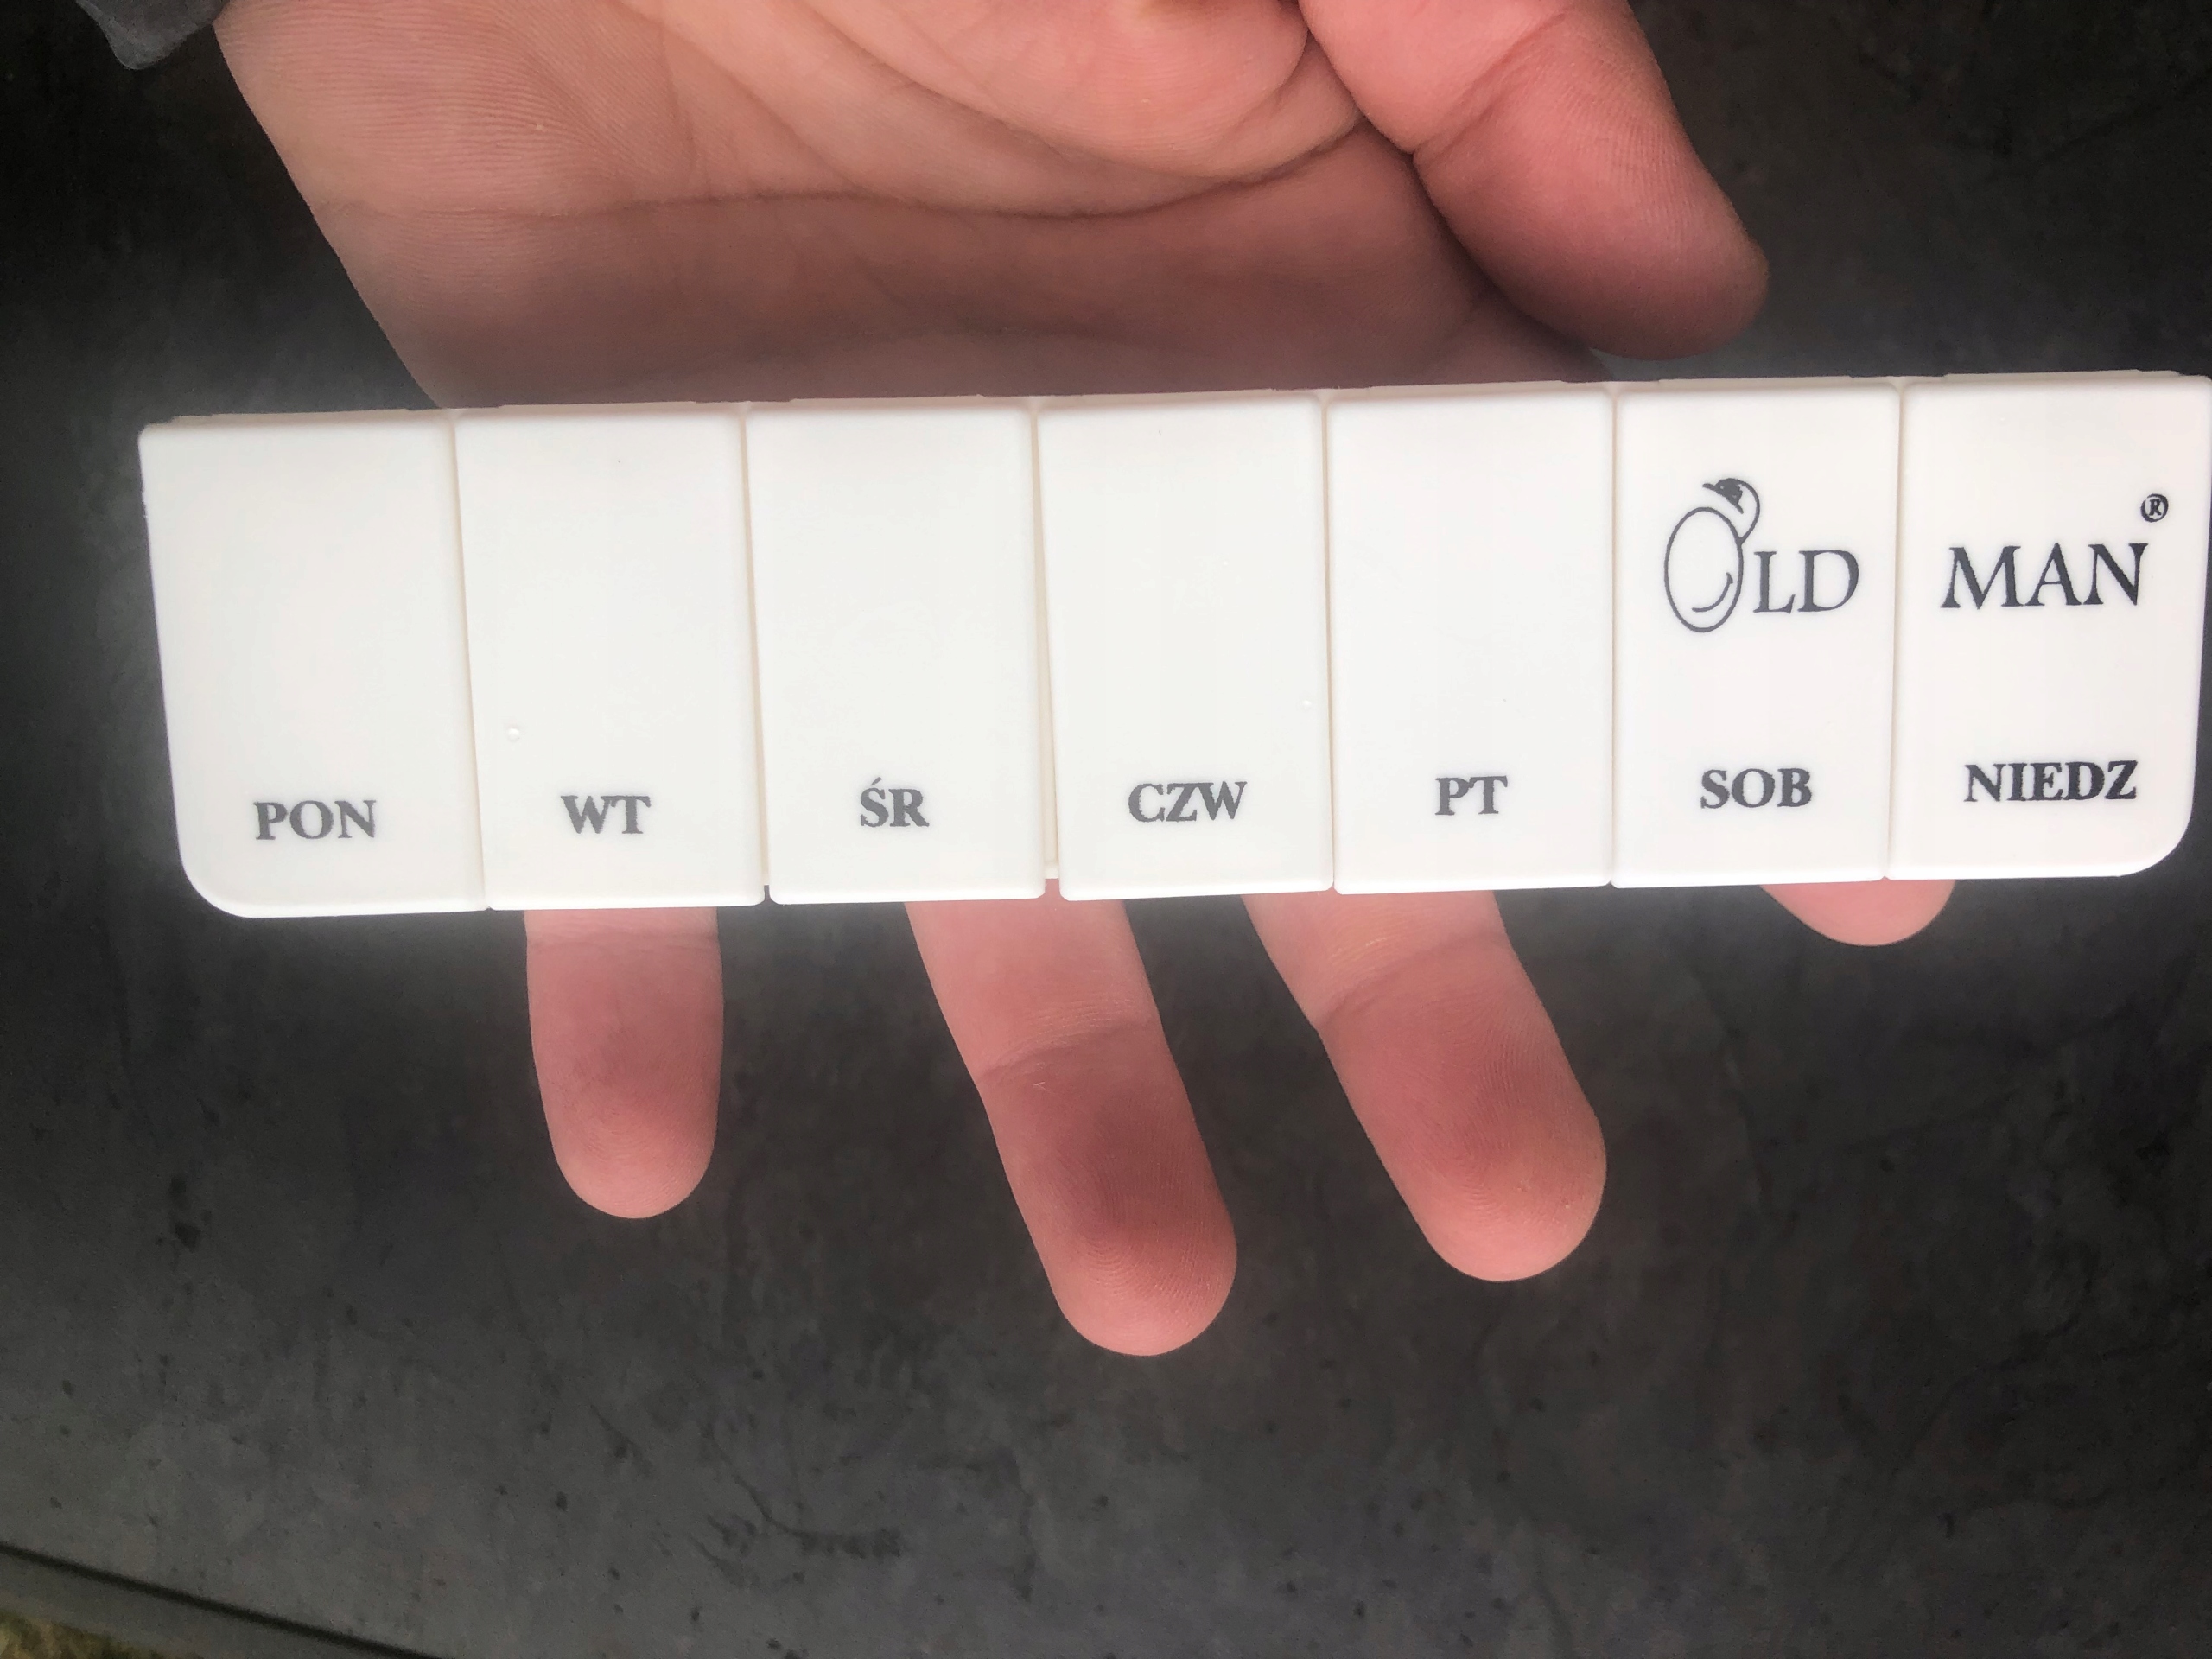 OLD MAN®
PON WT ŚR CZW PT SOB NIEDZ